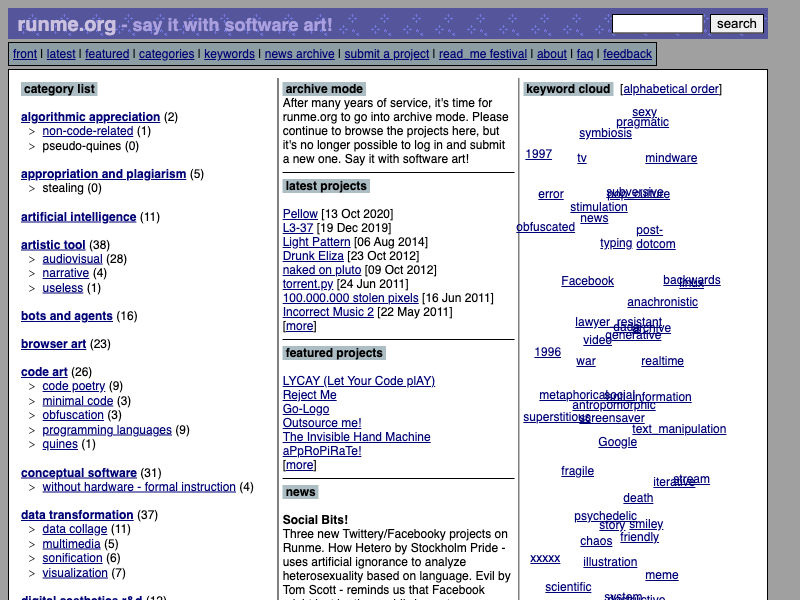 runme.org - say it with software art!
search
front | latest | featured | categories | keywords | news archive | submit a project | read_me festival | about | faq | feedback
category list
algorithmic appreciation (2)
> non-code-related (1)
> pseudo-quines (0)
appropriation and plagiarism (5)
> stealing (0)
artificial intelligence (11)
artistic tool (38)
> audiovisual (28)
> narrative (4)
> useless (1)
bots and agents (16)
browser art (23)
code art (26)
> code poetry (9)
> minimal code (3)
> obfuscation (3)
> programming languages (9)
> quines (1)
conceptual software (31)
> without hardware - formal instruction (4)
data transformation (37)
> data collage (11)
> multimedia (5)
> sonification (6)
> visualization (7)
archive mode
After many years of service, it's time for
runme.org to go into archive mode. Please
continue to browse the projects here, but
it's no longer possible to log in and submit
a new one. Say it with software art!
latest projects
Pellow [13 Oct 2020]
L3-37 [19 Dec 2019]
Light Pattern [06 Aug 2014]
Drunk Eliza [23 Oct 2012]
naked on pluto [09 Oct 2012]
torrent.py [24 Jun 2011]
100.000.000 stolen pixels [16 Jun 2011]
Incorrect Music 2 [22 May 2011]
[more]
featured projects
LYCAY (Let Your Code plAY)
Reject Me
Go-Logo
Outsource me!
The Invisible Hand Machine
aPpRoPiRaTe!
[more]
news
Social Bits!
Three new Twittery/Facebooky projects on
Runme. How Hetero by Stockholm Pride -
uses artificial ignorance to analyze
heterosexuality based on language. Evil by
Tom Scott - reminds us that Facebook
keyword cloud [alphabetical order]
sexy
pragmatic
symbiosis
1997
tv
mindware
error
subversive
stimulation
news
obfuscated
post-
typing
dotcom
Facebook
backwards
anachronistic
lawyer resistant
generative
video
1996
war
realtime
metaphorical
antropomorphic
superstitious
screensaver
text_manipulation
Google
fragile
iterative
stream
death
psychedelic
story
smiley
chaos
friendly
xxxxx
illustration
meme
scientific
system